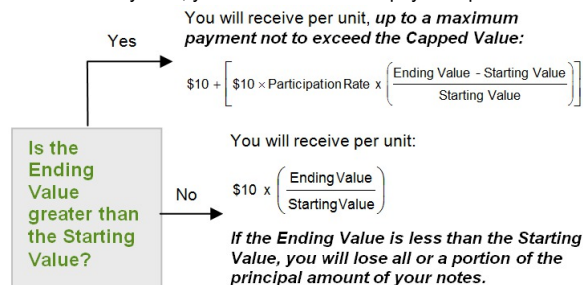 You will receive per unit, up to a maximum
Yes
payment not to exceed the Capped Value:
$10 + [ $10 × Participation Rate x ( Ending Value - Starting Value / Starting Value ) ]
Is the
Ending
Value
greater than
the Starting
Value?
You will receive per unit:
No
$10 x ( Ending Value / Starting Value )
If the Ending Value is less than the Starting
Value, you will lose all or a portion of the
principal amount of your notes.